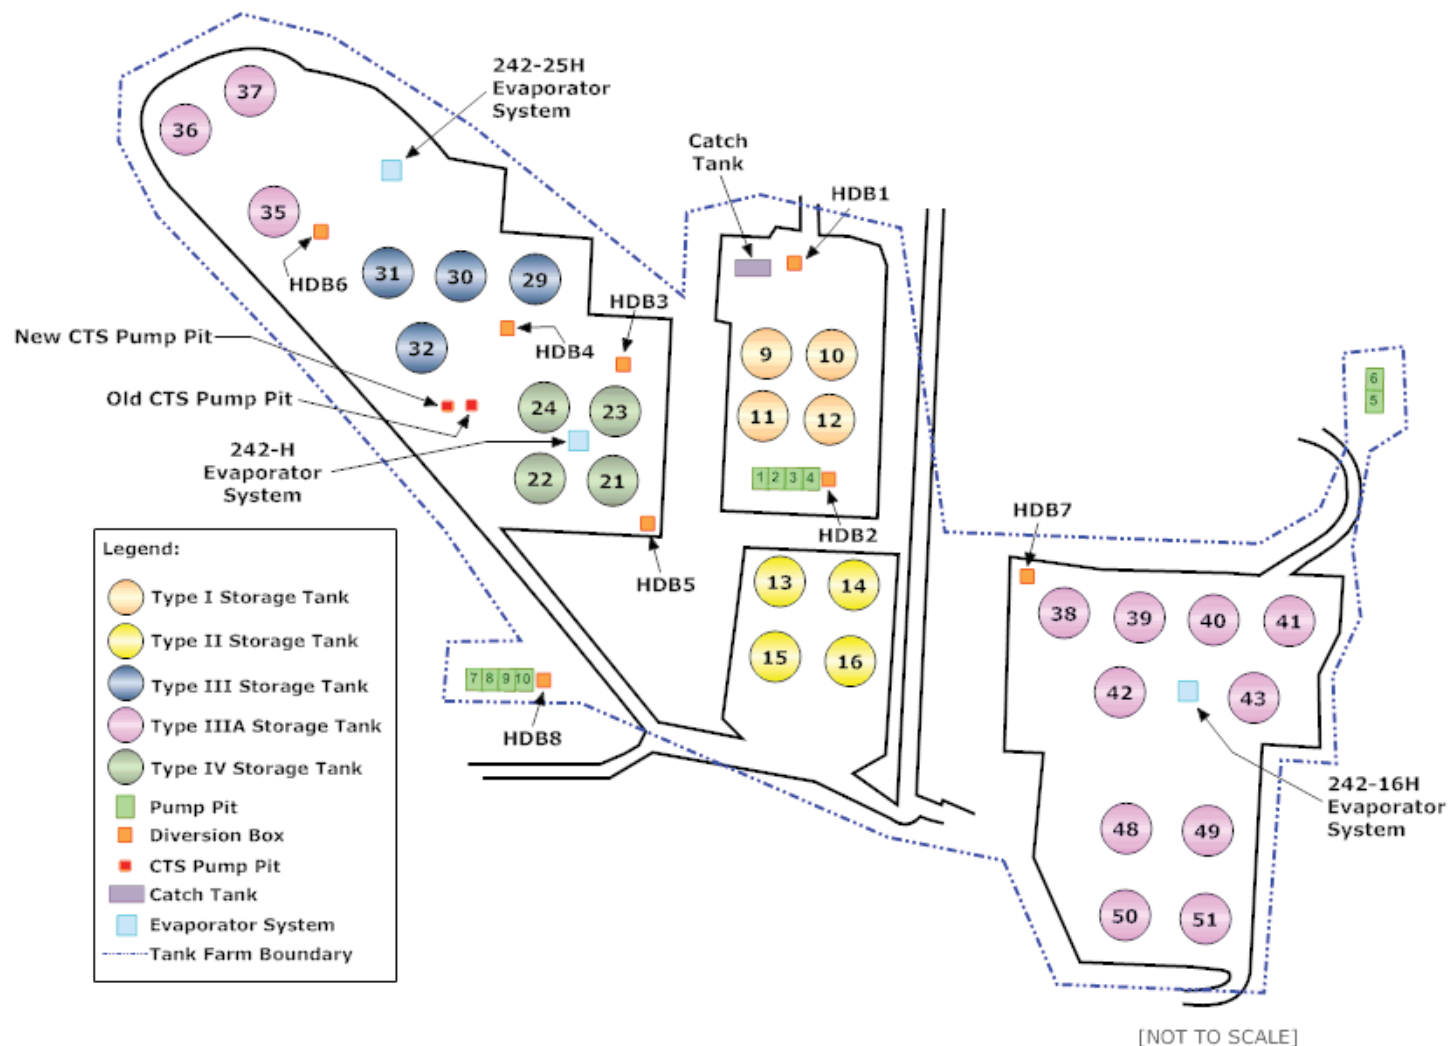 242-25H
Evaporator
System
37
36
Catch
Tank
HDB1
35
HDB6
31
30
29
HDB3
New CTS Pump Pit
32
HDB4
9
10
Old CTS Pump Pit
24
23
11
12
6
5
242-H
Evaporator
System
22
21
1 2 3 4
HDB2
HDB5
HDB7
13
14
15
16
38
39
40
41
42
43
7 8 9 10
HDB8
242-16H
Evaporator
System
48
49
50
51
Legend:
Type I Storage Tank
Type II Storage Tank
Type III Storage Tank
Type IIIA Storage Tank
Type IV Storage Tank
Pump Pit
Diversion Box
CTS Pump Pit
Catch Tank
Evaporator System
Tank Farm Boundary
[NOT TO SCALE]